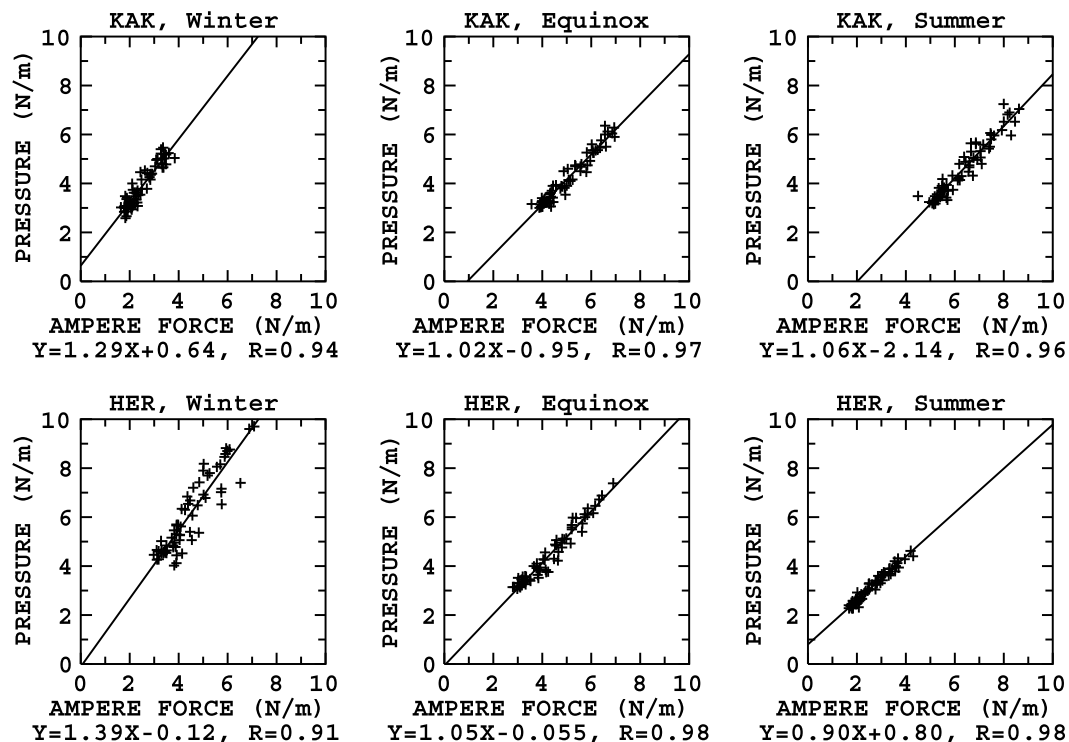 KAK, Winter
10
8
6
4
2
0
PRESSURE (N/m)
0 2 4 6 8 10
AMPERE FORCE (N/m)
Y=1.29X+0.64, R=0.94
KAK, Equinox
10
8
6
4
2
0
PRESSURE (N/m)
0 2 4 6 8 10
AMPERE FORCE (N/m)
Y=1.02X-0.95, R=0.97
KAK, Summer
10
8
6
4
2
0
PRESSURE (N/m)
0 2 4 6 8 10
AMPERE FORCE (N/m)
Y=1.06X-2.14, R=0.96
HER, Winter
10
8
6
4
2
0
PRESSURE (N/m)
0 2 4 6 8 10
AMPERE FORCE (N/m)
Y=1.39X-0.12, R=0.91
HER, Equinox
10
8
6
4
2
0
PRESSURE (N/m)
0 2 4 6 8 10
AMPERE FORCE (N/m)
Y=1.05X-0.055, R=0.98
HER, Summer
10
8
6
4
2
0
PRESSURE (N/m)
0 2 4 6 8 10
AMPERE FORCE (N/m)
Y=0.90X+0.80, R=0.98